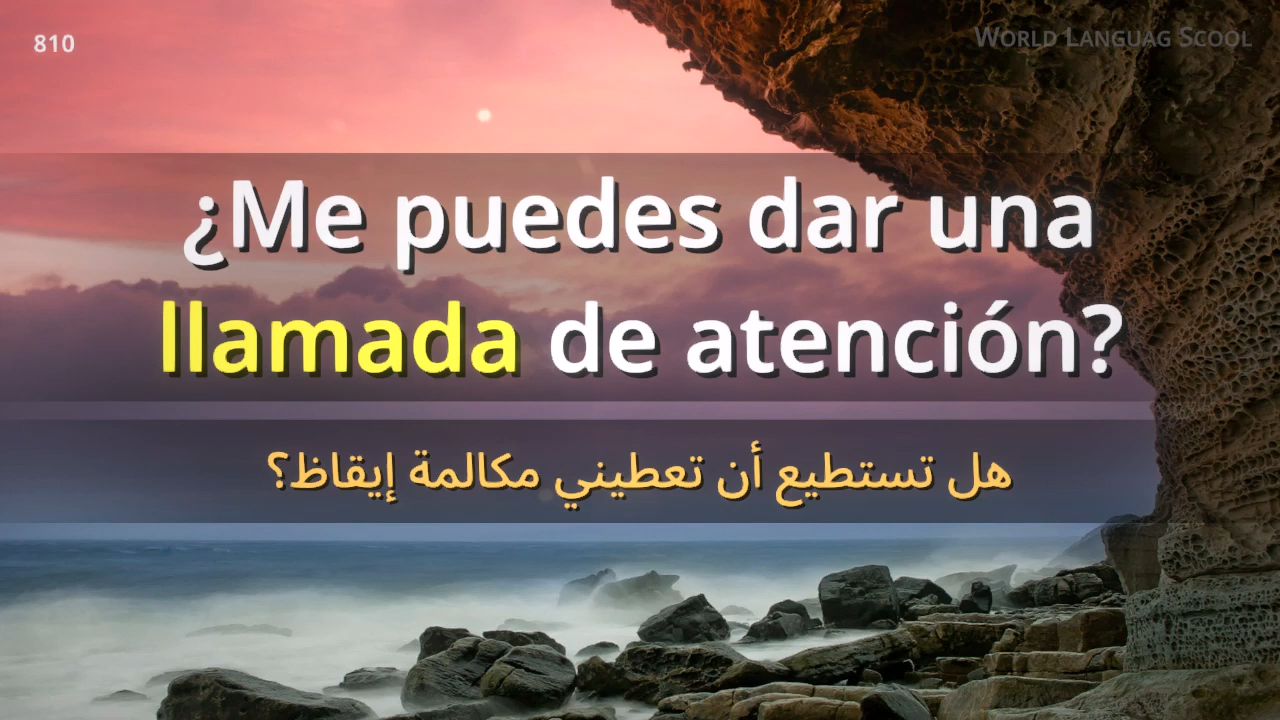 810
World Languag Scool
¿Me puedes dar una
llamada de atención?
هل تستطيع أن تعطيني مكالمة إيقاظ؟